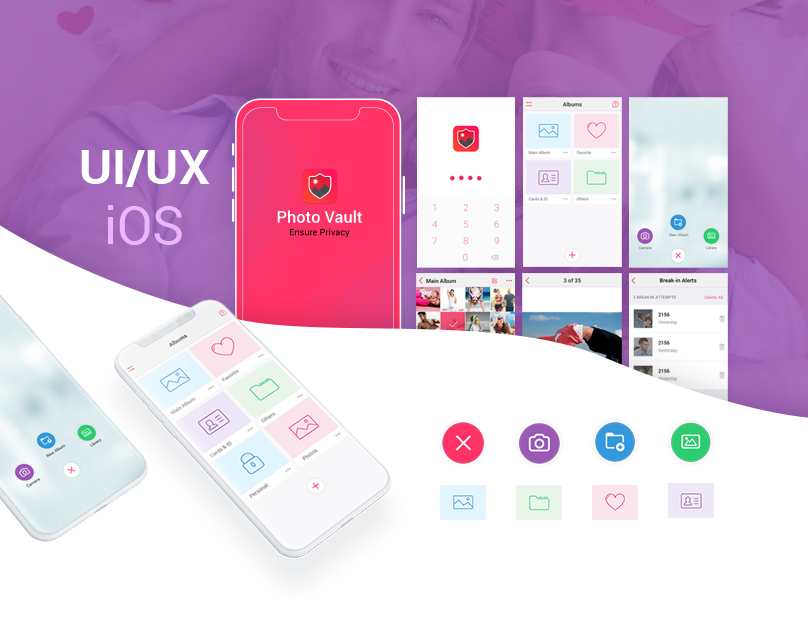 UI/UX
iOS
Photo Vault
Ensure Privacy
1 2 3
4 5 6
7 8 9
0
Albums
Main Album
Favorite
Cards & ID
Others
New Album
Camera
Library
Main Album
3 of 35
Break-in Alerts
3 BREAK-IN ATTEMPTS
Delete All
2156
Yesterday
2156
Yesterday
2156
Yesterday
Albums
Main Album
Favorite
Cards & ID
Others
Personal
Photos
New Album
Library
Camera